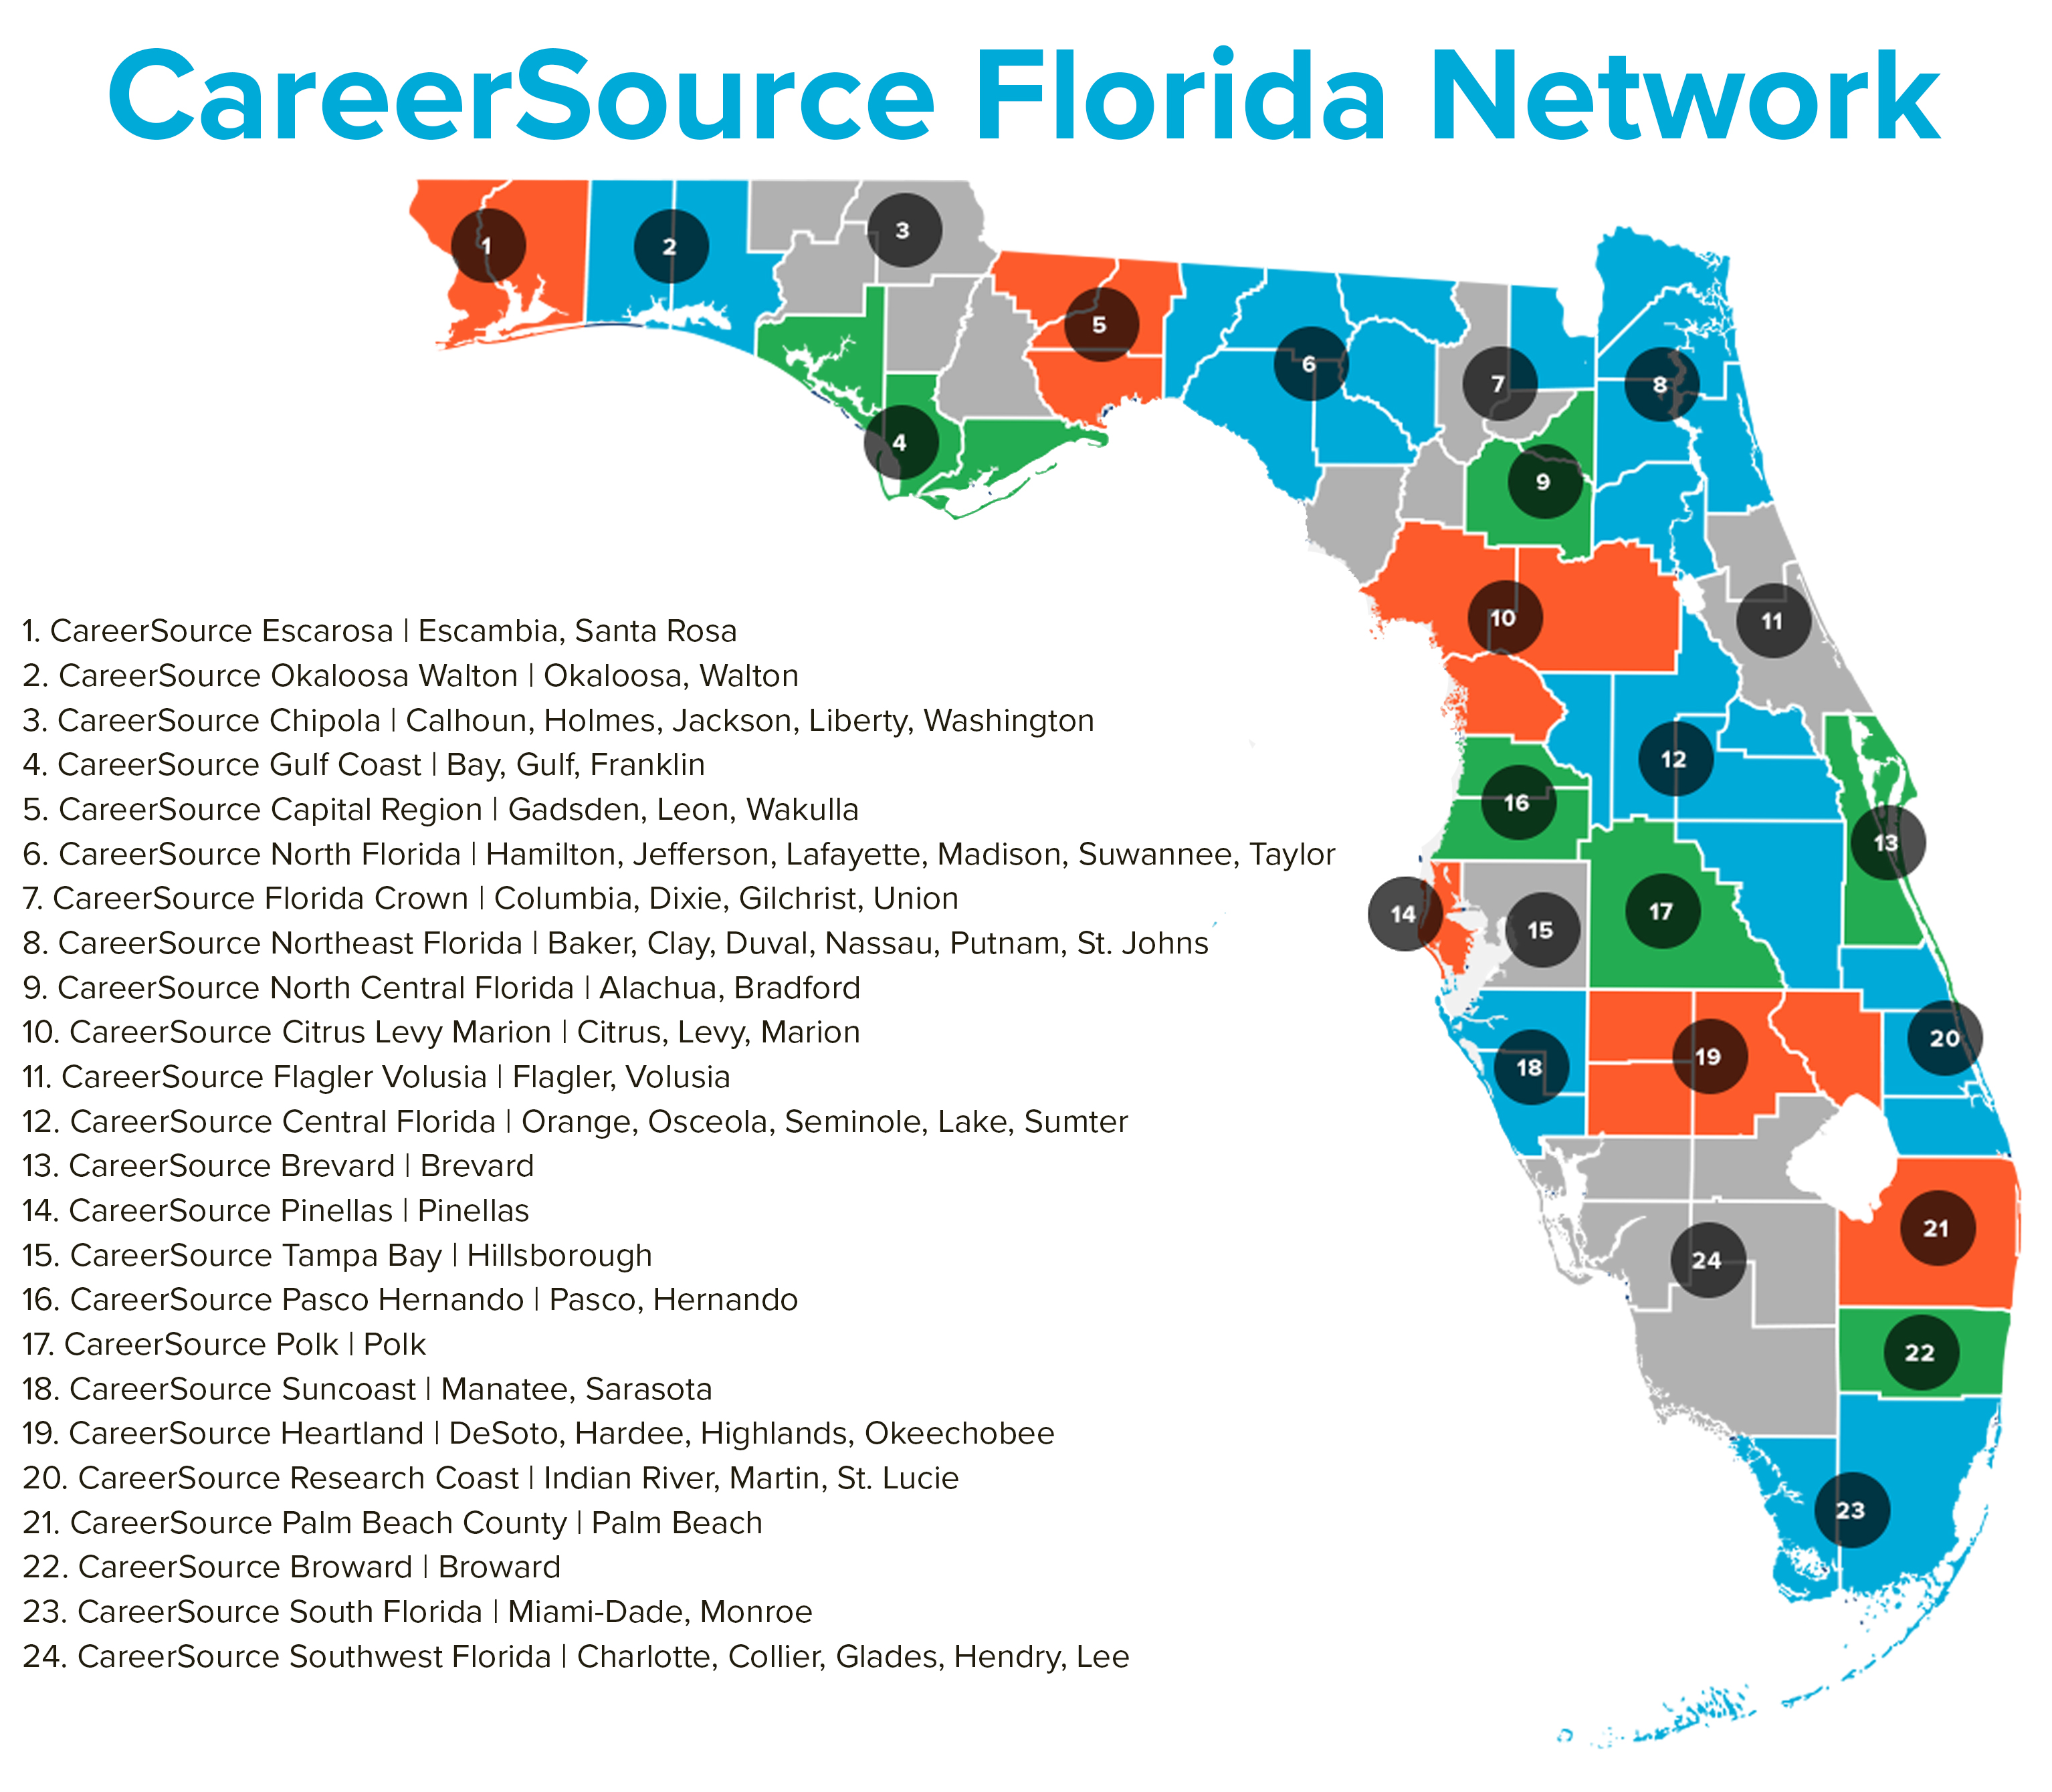 CareerSource Florida Network
1
2
3
4
5
6
7
8
9
10
11
12
13
14
15
16
17
18
19
20
21
22
23
24
1. CareerSource Escarosa | Escambia, Santa Rosa
2. CareerSource Okaloosa Walton | Okaloosa, Walton
3. CareerSource Chipola | Calhoun, Holmes, Jackson, Liberty, Washington
4. CareerSource Gulf Coast | Bay, Gulf, Franklin
5. CareerSource Capital Region | Gadsden, Leon, Wakulla
6. CareerSource North Florida | Hamilton, Jefferson, Lafayette, Madison, Suwannee, Taylor
7. CareerSource Florida Crown | Columbia, Dixie, Gilchrist, Union
8. CareerSource Northeast Florida | Baker, Clay, Duval, Nassau, Putnam, St. Johns
9. CareerSource North Central Florida | Alachua, Bradford
10. CareerSource Citrus Levy Marion | Citrus, Levy, Marion
11. CareerSource Flagler Volusia | Flagler, Volusia
12. CareerSource Central Florida | Orange, Osceola, Seminole, Lake, Sumter
13. CareerSource Brevard | Brevard
14. CareerSource Pinellas | Pinellas
15. CareerSource Tampa Bay | Hillsborough
16. CareerSource Pasco Hernando | Pasco, Hernando
17. CareerSource Polk | Polk
18. CareerSource Suncoast | Manatee, Sarasota
19. CareerSource Heartland | DeSoto, Hardee, Highlands, Okeechobee
20. CareerSource Research Coast | Indian River, Martin, St. Lucie
21. CareerSource Palm Beach County | Palm Beach
22. CareerSource Broward | Broward
23. CareerSource South Florida | Miami-Dade, Monroe
24. CareerSource Southwest Florida | Charlotte, Collier, Glades, Hendry, Lee